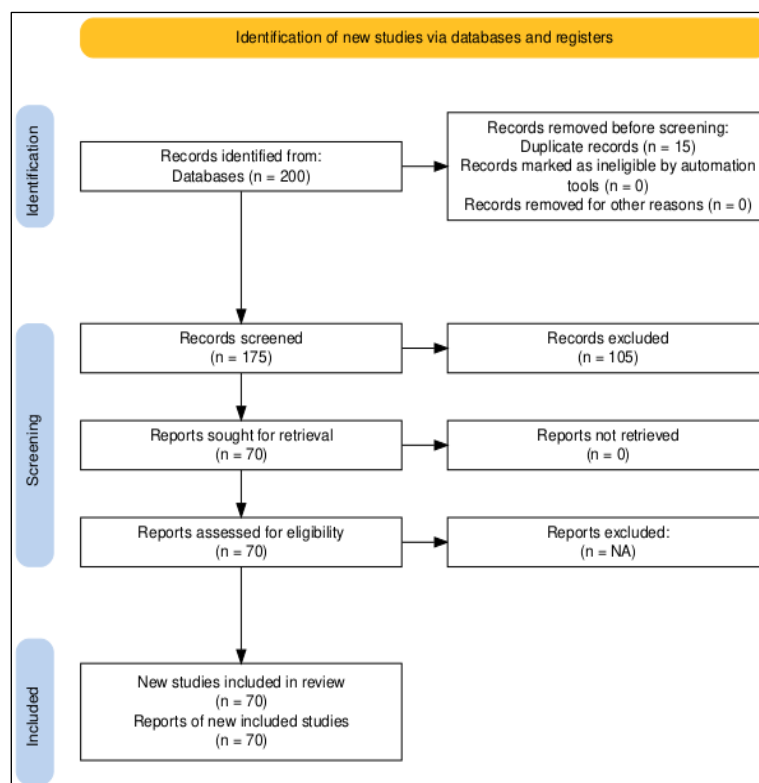 Identification of new studies via databases and registers
Identification
Records identified from:
Databases (n = 200)
Records removed before screening:
Duplicate records (n = 15)
Records marked as ineligible by automation
tools (n = 0)
Records removed for other reasons (n = 0)
Screening
Records screened
(n = 175)
Records excluded
(n = 105)
Reports sought for retrieval
(n = 70)
Reports not retrieved
(n = 0)
Reports assessed for eligibility
(n = 70)
Reports excluded:
(n = NA)
Included
New studies included in review
(n = 70)
Reports of new included studies
(n = 70)